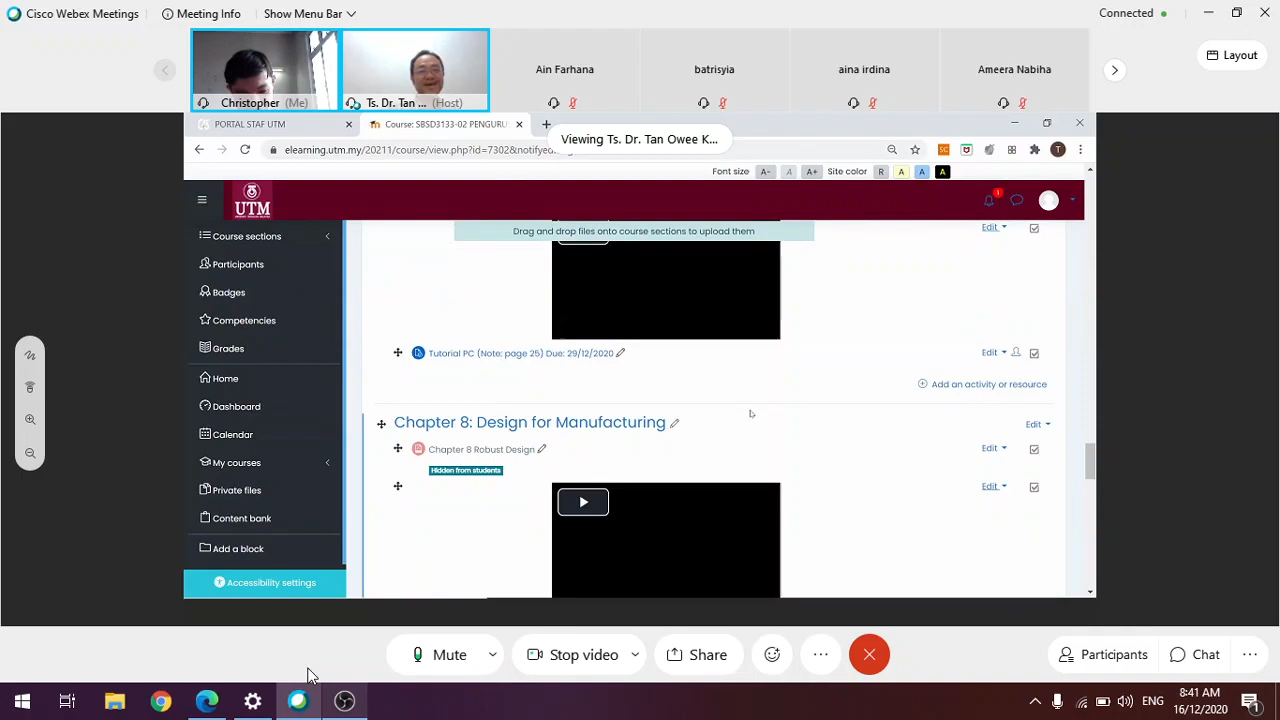 Cisco Webex Meetings
Meeting Info
Show Menu Bar
Connected
Christopher (Me)
Ts. Dr. Tan ... (Host)
Ain Farhana
batrisyia
aina irdina
Ameera Nabiha
Layout
PORTAL STAF UTM
Course: SBSD3133-02 PENGURU
Viewing Ts. Dr. Tan Owee K...
elearning.utm.my/20211/course/view.php?id=7302&notifyed
Font size
A-
A
A+
Site color
R
A
A
A
UTM
1
Course sections
Participants
Badges
Competencies
Grades
Home
Dashboard
Calendar
My courses
Private files
Content bank
Add a block
Accessibility settings
Drag and drop files onto course sections to upload them
Edit
Tutorial PC (Note: page 25) Due: 29/12/2020
Edit
Add an activity or resource
Chapter 8: Design for Manufacturing
Edit
Chapter 8 Robust Design
Edit
Hidden from students
Edit
Mute
Stop video
Share
Participants
Chat
ENG
8:41 AM
16/12/2020
1